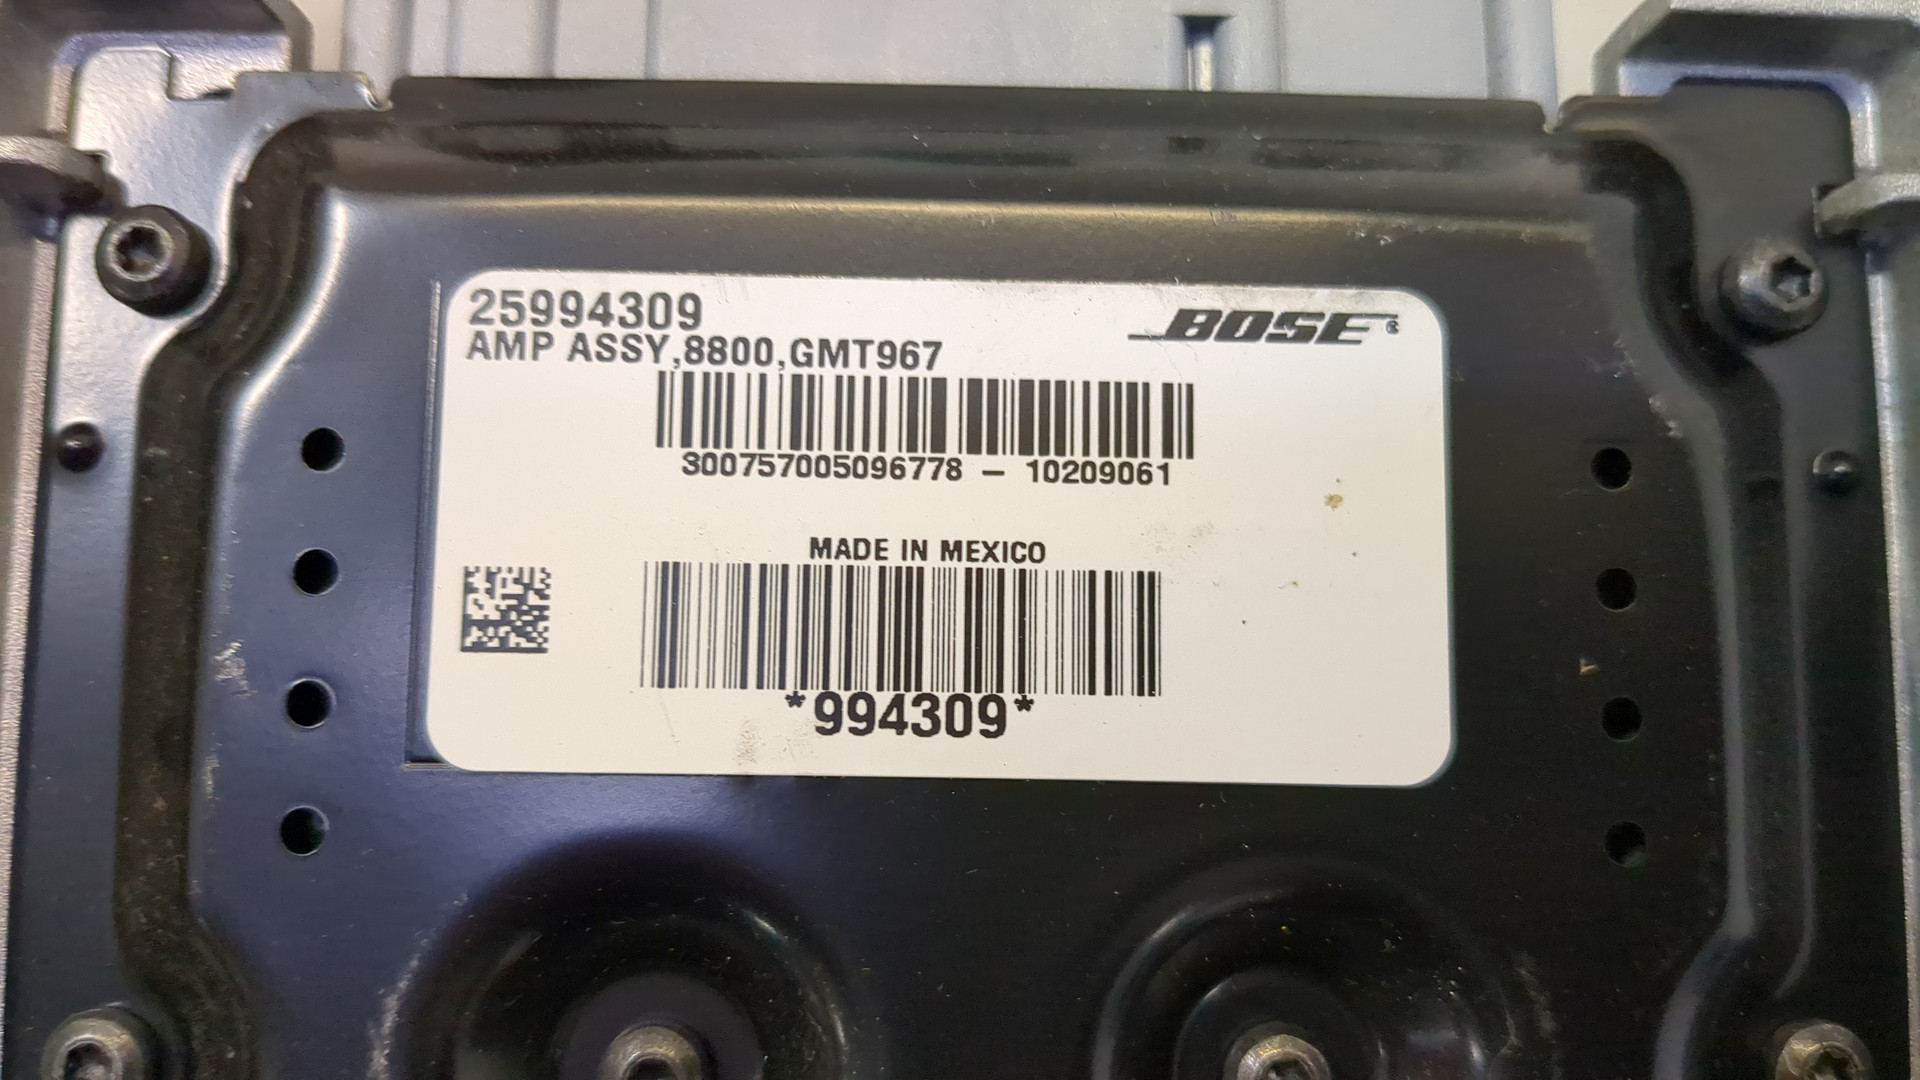 25994309
BOSE®
AMP ASSY,8800,GMT967
300757005096778 – 10209061
MADE IN MEXICO
*994309*